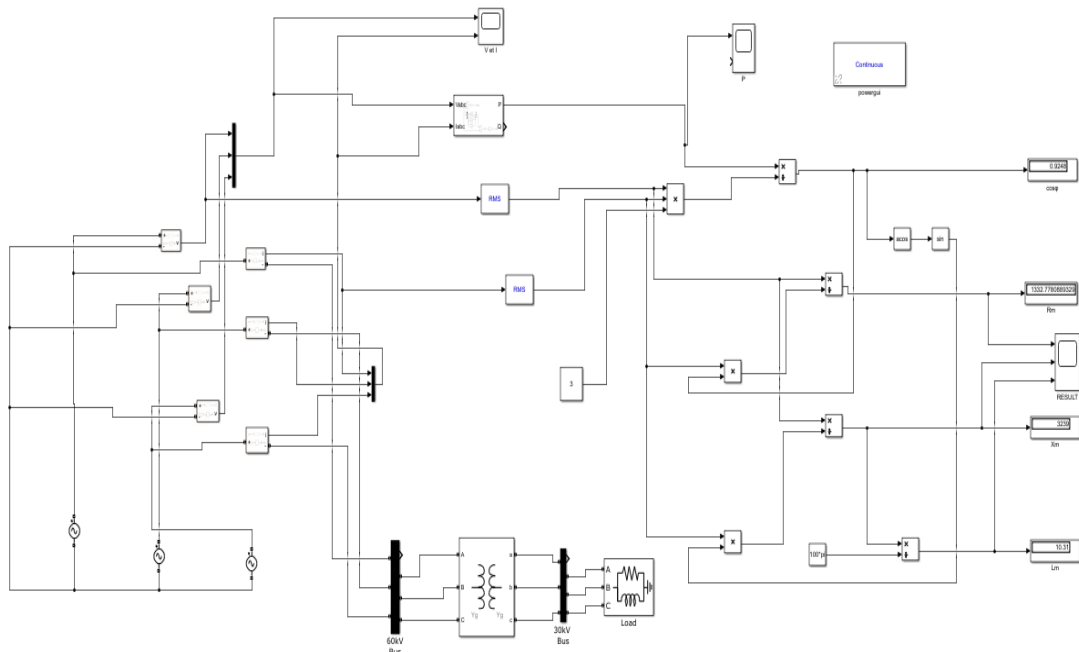 V et I
P
Continuous
powergui
Vabc
Iabc
P
Q
0.9248
cosφ
RMS
x
x
÷
acos
sin
+
-
v
RMS
x
÷
1332.7780889329
Rm
3
x
RESULT
x
÷
3239
Xm
x
100*pi
x
÷
10.31
Lm
A
B
C
Yg
Yg
a
b
c
A
B
C
60kV
Bus
30kV
Bus
Load